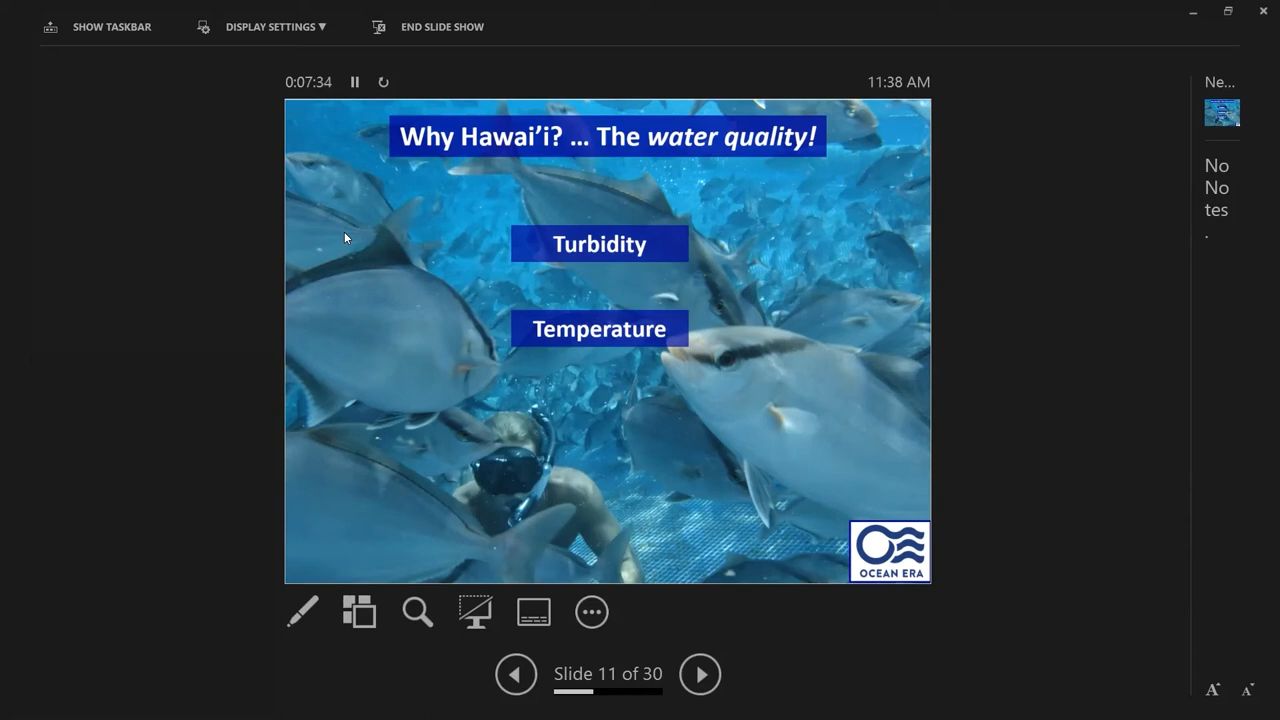 SHOW TASKBAR
DISPLAY SETTINGS ▼
END SLIDE SHOW
0:07:34
11:38 AM
Ne...
Why Hawai’i? ... The water quality!
Turbidity
Temperature
OCEAN ERA
No
No
tes
.
Slide 11 of 30
A
A